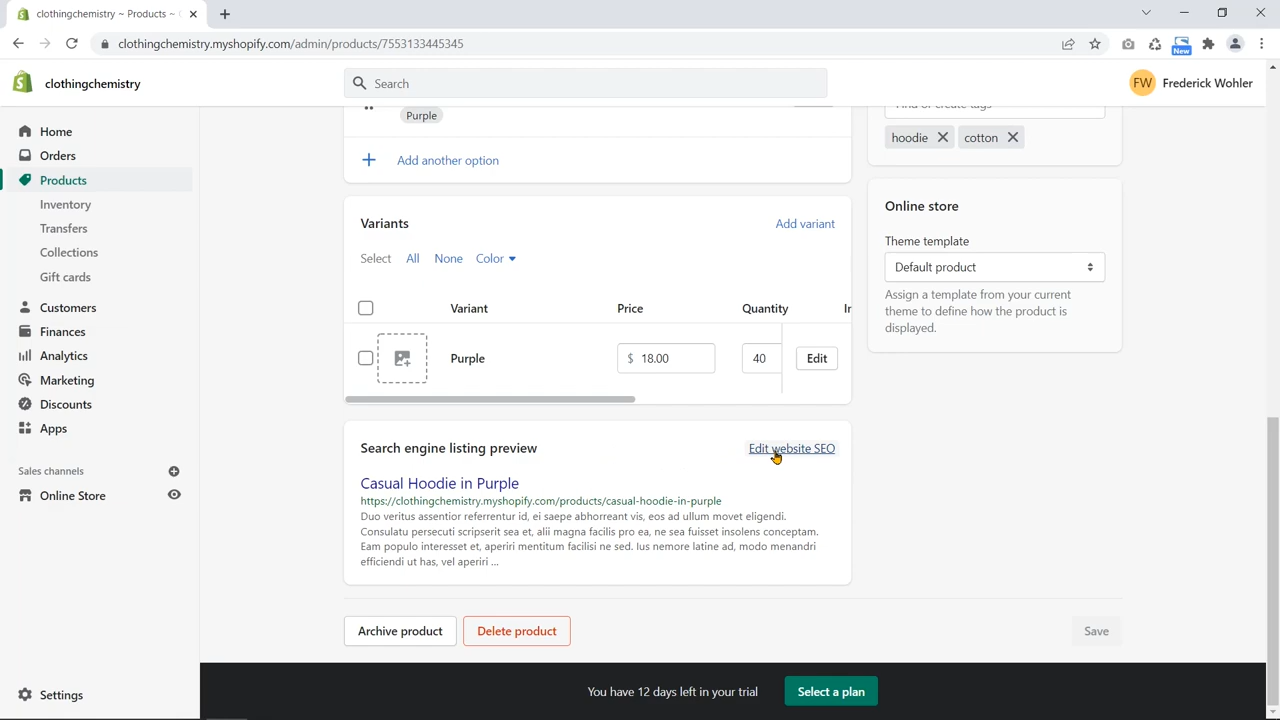 clothingchemistry ~ Products ~
clothingchemistry.myshopify.com/admin/products/7553133445345
New
clothingchemistry
Search
FW Frederick Wohler
Home
Orders
Products
Inventory
Transfers
Collections
Gift cards
Customers
Finances
Analytics
Marketing
Discounts
Apps
Sales channels
Online Store
Settings
Purple
Add another option
Variants
Add variant
Select All None Color
Variant Price Quantity
Purple $ 18.00 40 Edit
Search engine listing preview
Edit website SEO
Casual Hoodie in Purple
https://clothingchemistry.myshopify.com/products/casual-hoodie-in-purple
Duo veritus assentior referrentur id, ei saepe abhorreant vis, eos ad ullum movet eligendi.
Consulatu persecuti scripserit sea et, alii magna facilis pro ea, ne sea fuisset insolens conceptam.
Eam populo interesset et, aperiri mentitum facilisi ne sed. Ius nemore latine ad, modo menandri
efficiendi ut has, vel aperiri ...
Archive product
Delete product
Save
Find or create tags
hoodie
cotton
Online store
Theme template
Default product
Assign a template from your current
theme to define how the product is
displayed.
You have 12 days left in your trial
Select a plan